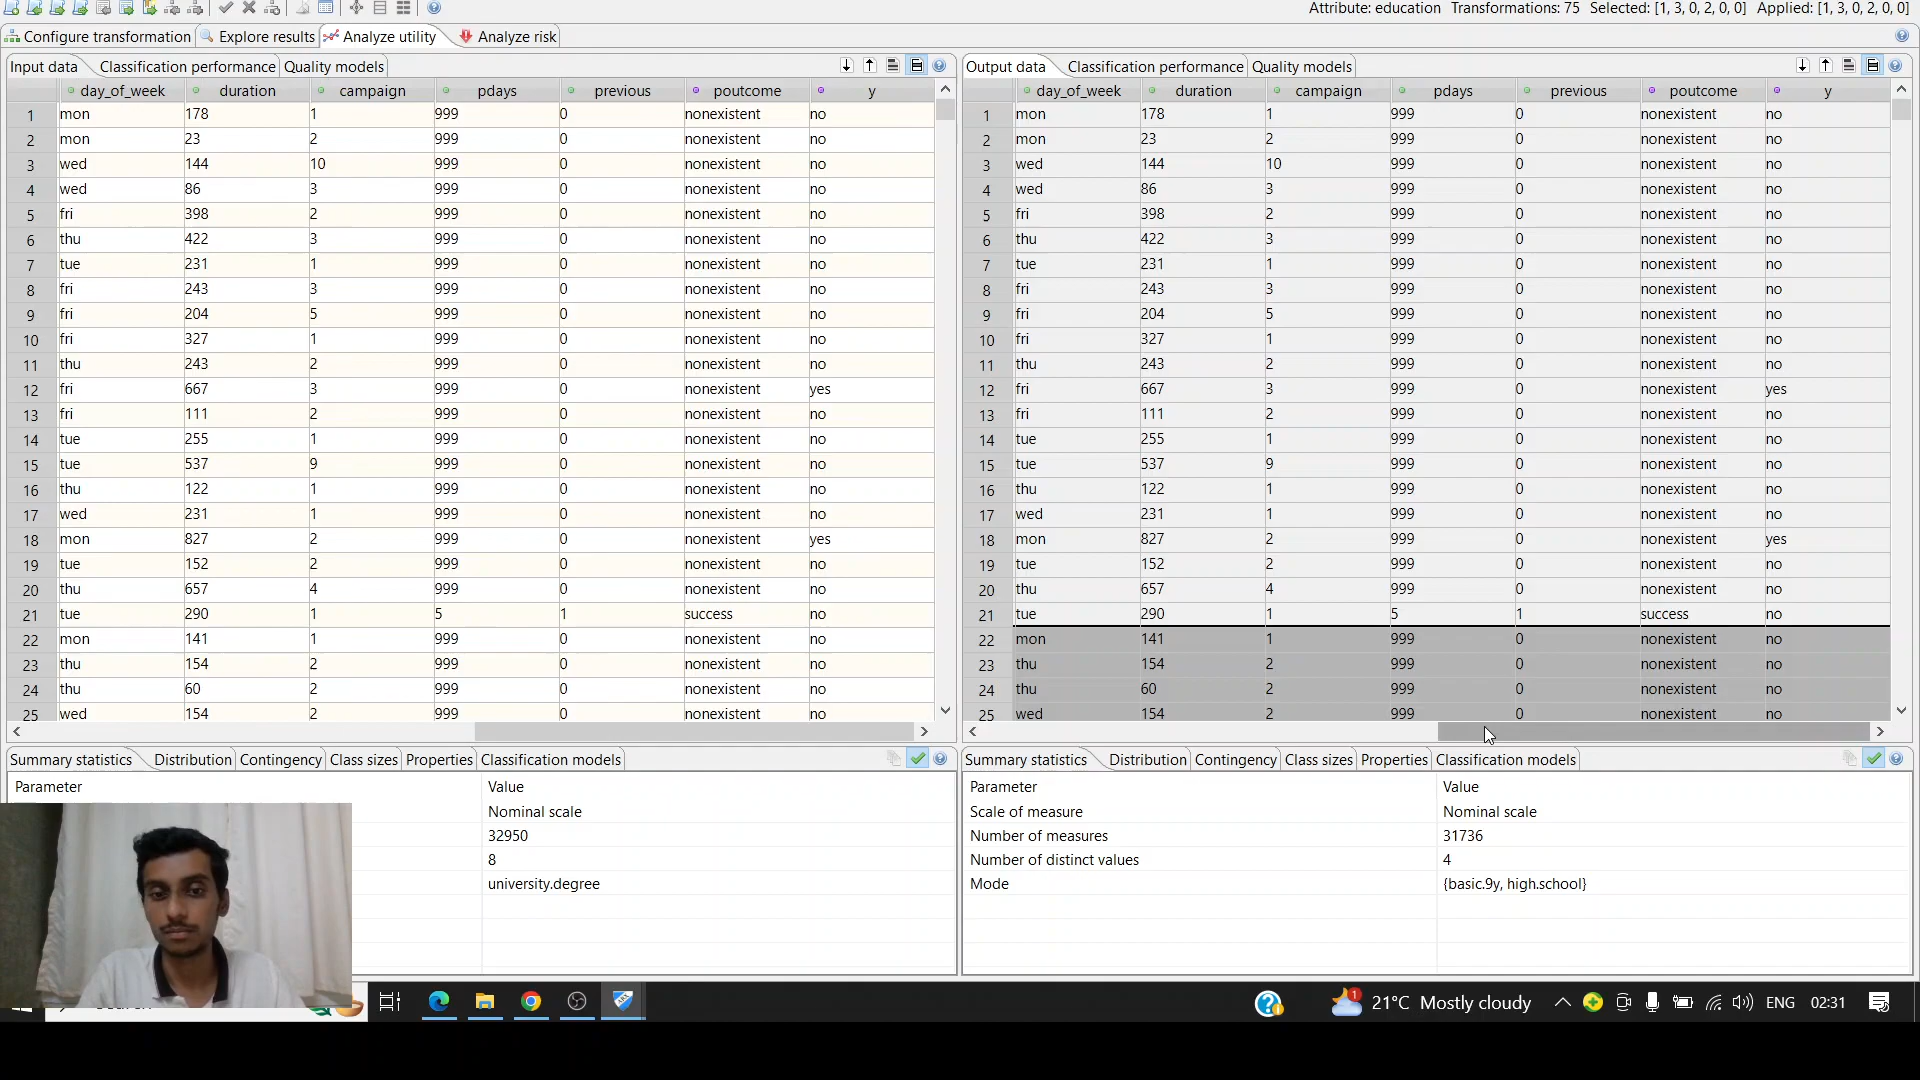 Attribute: education Transformations: 75 Selected: [1, 3, 0, 2, 0, 0] Applied: [1, 3, 0, 2, 0, 0]
Configure transformation Explore results Analyze utility Analyze risk
Input data Classification performance Quality models
day_of_week duration campaign pdays previous poutcome y
1 mon 178 1 999 0 nonexistent no
2 mon 23 2 999 0 nonexistent no
3 wed 144 10 999 0 nonexistent no
4 wed 86 3 999 0 nonexistent no
5 fri 398 2 999 0 nonexistent no
6 thu 422 3 999 0 nonexistent no
7 tue 231 1 999 0 nonexistent no
8 fri 243 3 999 0 nonexistent no
9 fri 204 5 999 0 nonexistent no
10 fri 327 1 999 0 nonexistent no
11 thu 243 2 999 0 nonexistent no
12 fri 667 3 999 0 nonexistent yes
13 fri 111 2 999 0 nonexistent no
14 tue 255 1 999 0 nonexistent no
15 tue 537 9 999 0 nonexistent no
16 thu 122 1 999 0 nonexistent no
17 wed 231 1 999 0 nonexistent no
18 mon 827 2 999 0 nonexistent yes
19 tue 152 2 999 0 nonexistent no
20 thu 657 4 999 0 nonexistent no
21 tue 290 1 5 1 success no
22 mon 141 1 999 0 nonexistent no
23 thu 154 2 999 0 nonexistent no
24 thu 60 2 999 0 nonexistent no
25 wed 154 2 999 0 nonexistent no
Output data Classification performance Quality models
day_of_week duration campaign pdays previous poutcome y
1 mon 178 1 999 0 nonexistent no
2 mon 23 2 999 0 nonexistent no
3 wed 144 10 999 0 nonexistent no
4 wed 86 3 999 0 nonexistent no
5 fri 398 2 999 0 nonexistent no
6 thu 422 3 999 0 nonexistent no
7 tue 231 1 999 0 nonexistent no
8 fri 243 3 999 0 nonexistent no
9 fri 204 5 999 0 nonexistent no
10 fri 327 1 999 0 nonexistent no
11 thu 243 2 999 0 nonexistent no
12 fri 667 3 999 0 nonexistent yes
13 fri 111 2 999 0 nonexistent no
14 tue 255 1 999 0 nonexistent no
15 tue 537 9 999 0 nonexistent no
16 thu 122 1 999 0 nonexistent no
17 wed 231 1 999 0 nonexistent no
18 mon 827 2 999 0 nonexistent yes
19 tue 152 2 999 0 nonexistent no
20 thu 657 4 999 0 nonexistent no
21 tue 290 1 5 1 success no
22 mon 141 1 999 0 nonexistent no
23 thu 154 2 999 0 nonexistent no
24 thu 60 2 999 0 nonexistent no
25 wed 154 2 999 0 nonexistent no
Summary statistics Distribution Contingency Class sizes Properties Classification models
Parameter Value
Nominal scale
32950
8
university.degree
Summary statistics Distribution Contingency Class sizes Properties Classification models
Parameter Value
Scale of measure Nominal scale
Number of measures 31736
Number of distinct values 4
Mode {basic.9y, high.school}
1 21°C Mostly cloudy ENG 02:31